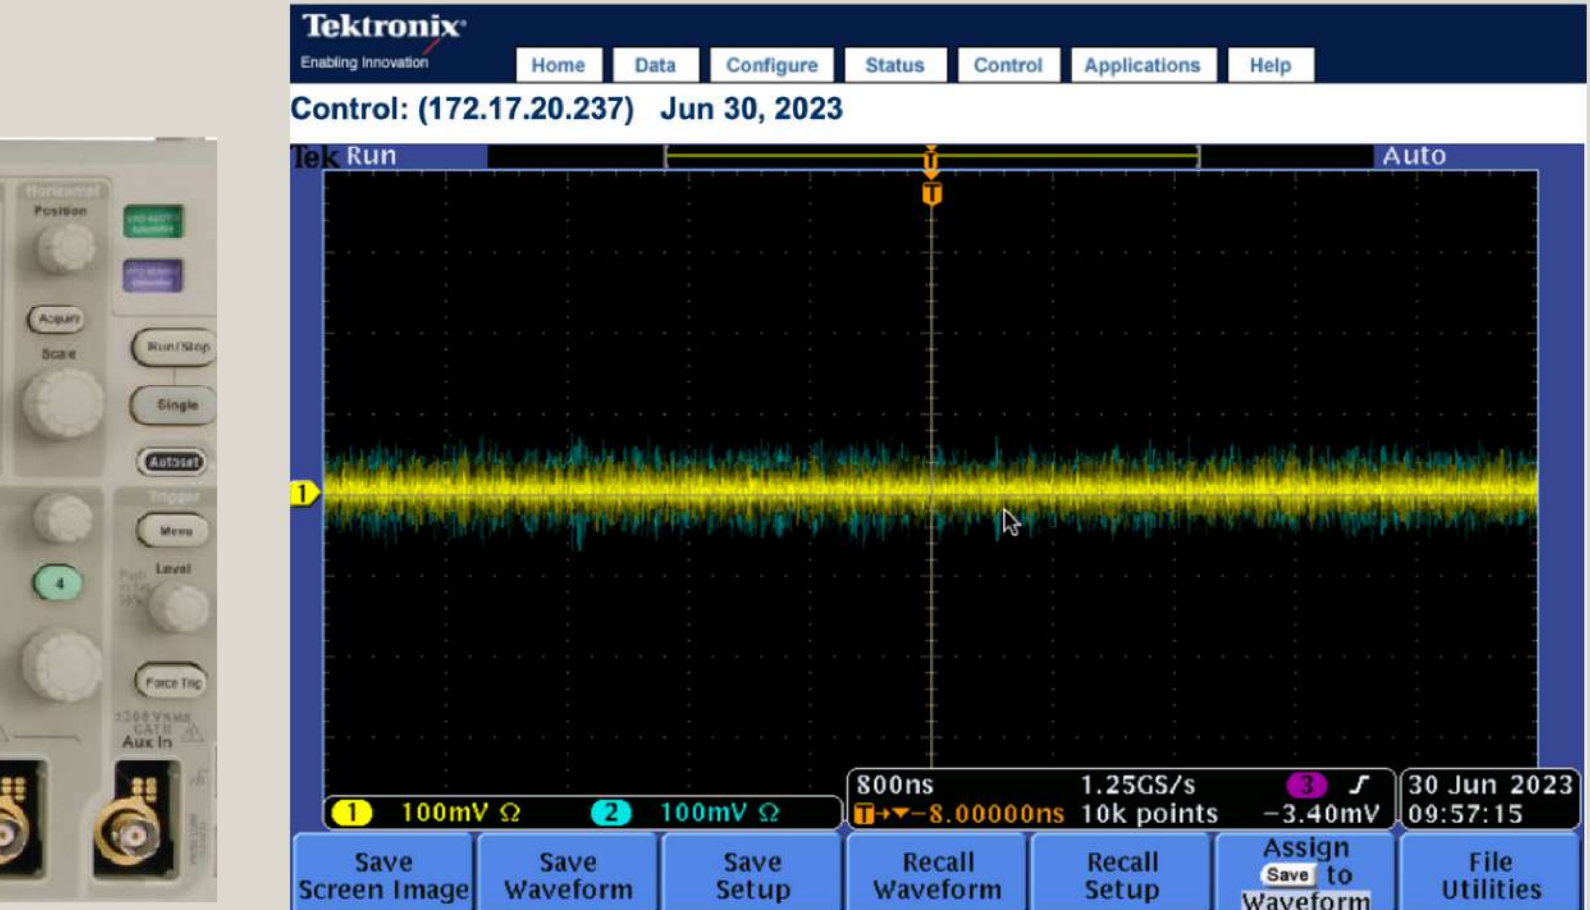 Horizontal
Position
Acquire
Scale
Run/Stop
Single
Autoset
Trigger
Menu
Level
4
Force Trig
Aux In
Tektronix
Enabling Innovation
Home Data Configure Status Control Applications Help
Control: (172.17.20.237) Jun 30, 2023
Tek Run Auto
T
T
1
800ns 1.25GS/s 3 30 Jun 2023
1 100mV Ω 2 100mV Ω T→▼-8.00000ns 10k points -3.40mV 09:57:15
Save Screen Image
Save Waveform
Save Setup
Recall Waveform
Recall Setup
Assign Save to Waveform
File Utilities